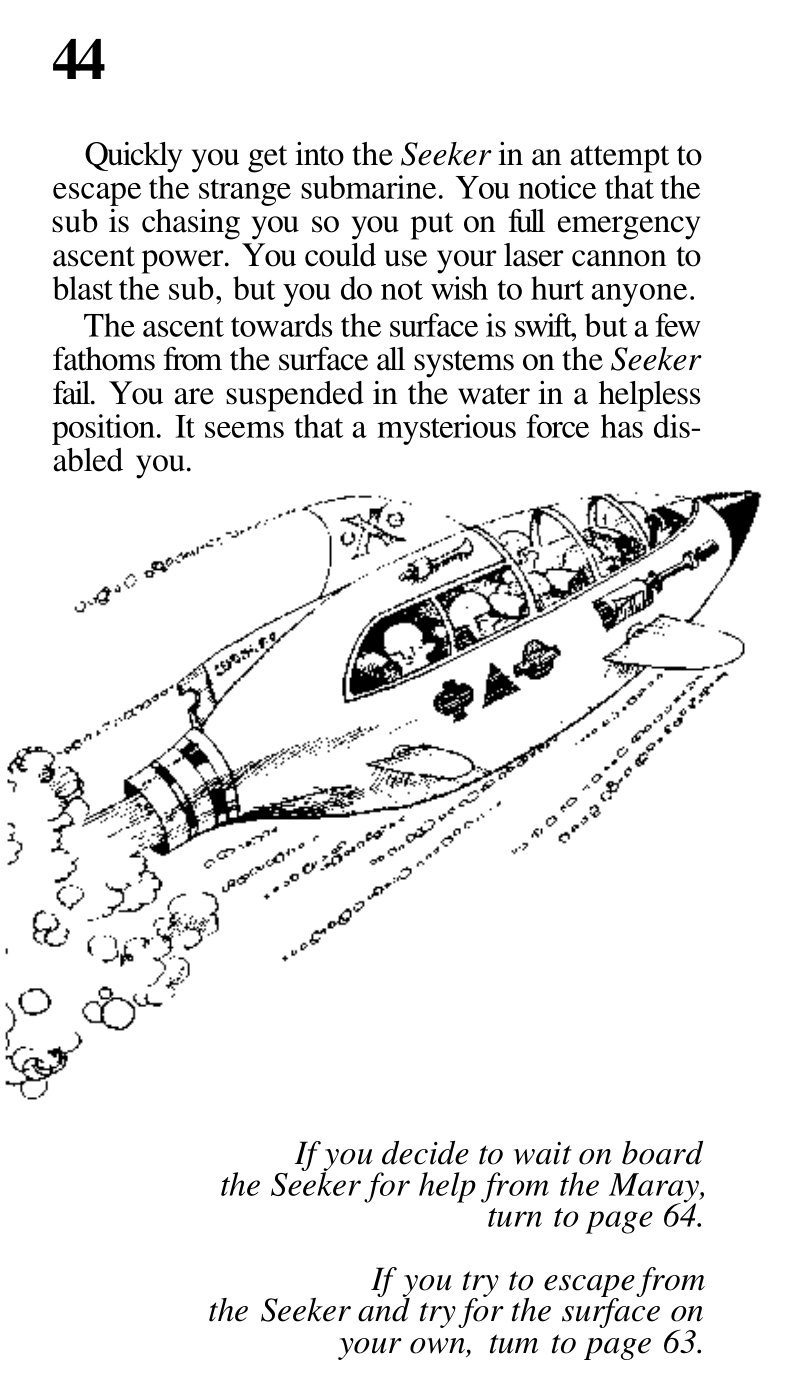 44
Quickly you get into the Seeker in an attempt to
escape the strange submarine. You notice that the
sub is chasing you so you put on full emergency
ascent power. You could use your laser cannon to
blast the sub, but you do not wish to hurt anyone.
The ascent towards the surface is swift, but a few
fathoms from the surface all systems on the Seeker
fail. You are suspended in the water in a helpless
position. It seems that a mysterious force has dis-
abled you.
If you decide to wait on board
the Seeker for help from the Maray,
turn to page 64.
If you try to escape from
the Seeker and try for the surface on
your own, tum to page 63.